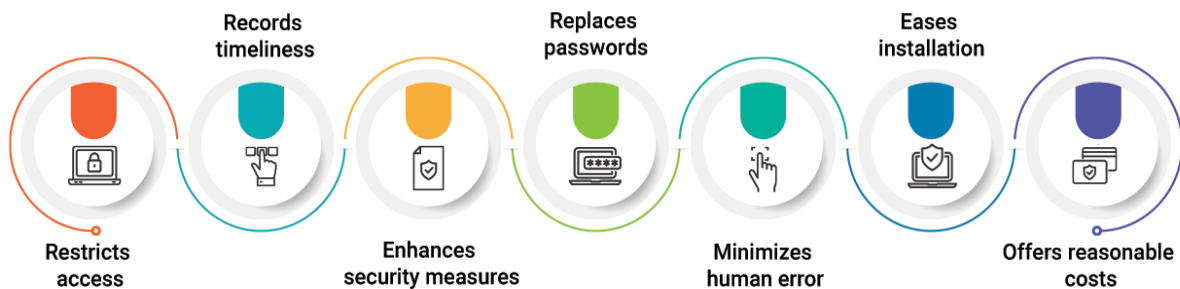 Restricts
access
Records
timeliness
Enhances
security measures
Replaces
passwords
****
Minimizes
human error
Eases
installation
Offers reasonable
costs